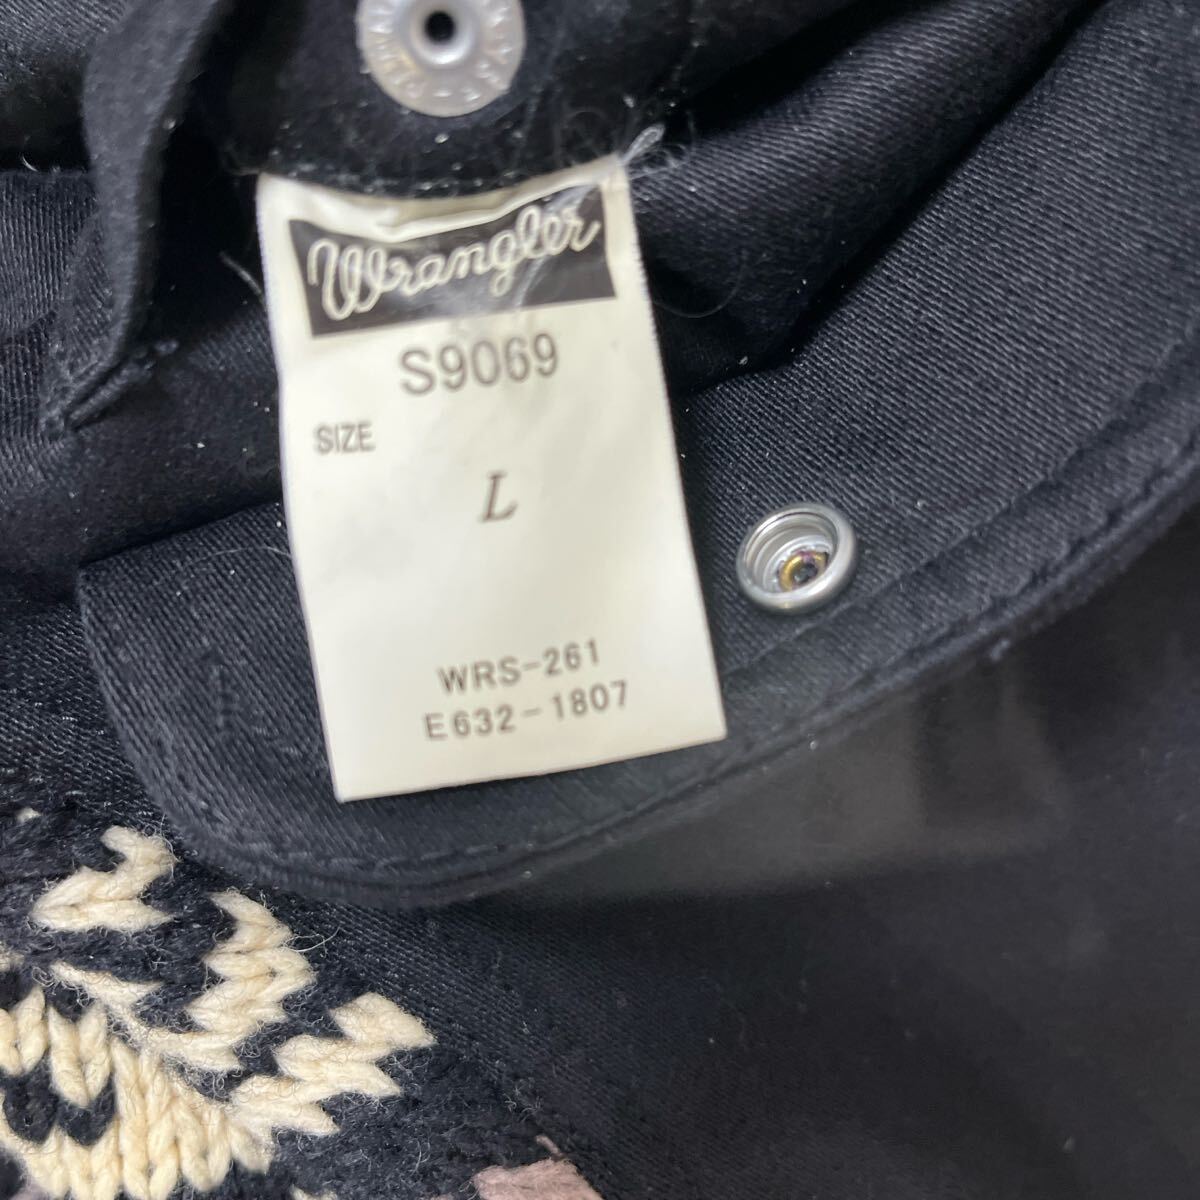 Wrangler
S9069
SIZE
L
WRS-261
E632-1807